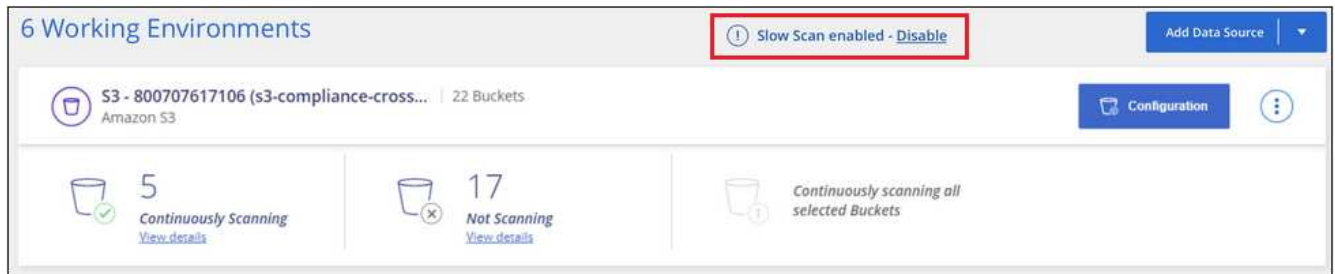 6 Working Environments
Slow Scan enabled - Disable
Add Data Source
S3 - 800707617106 (s3-compliance-cross... | 22 Buckets
Amazon S3
Configuration
5
Continuously Scanning
View details
17
Not Scanning
View details
Continuously scanning all
selected Buckets